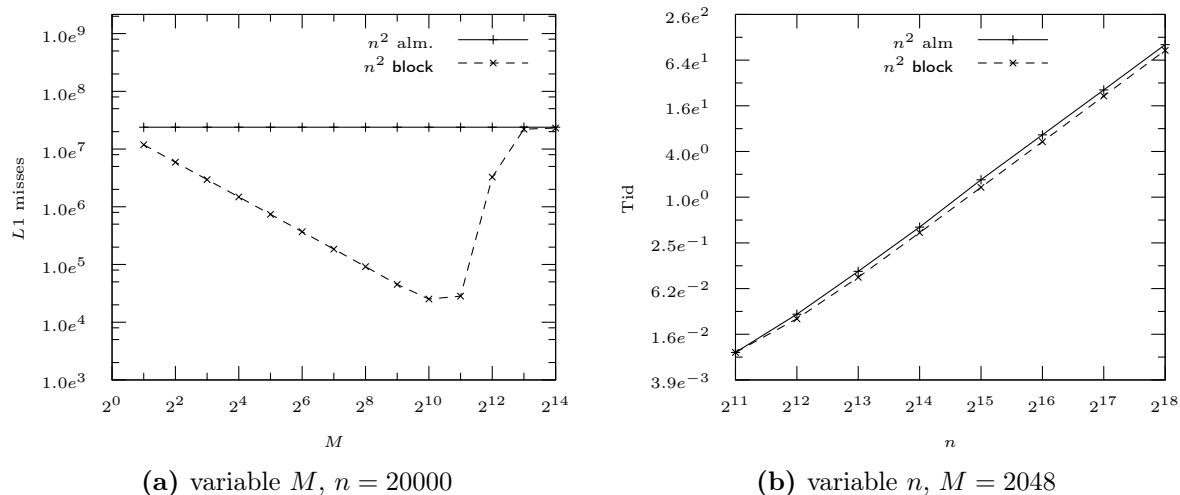 1.0e⁹
1.0e⁸
1.0e⁷
1.0e⁶
1.0e⁵
1.0e⁴
1.0e³
L1 misses
n² alm.
n² block
2⁰ 2² 2⁴ 2⁶ 2⁸ 2¹⁰ 2¹² 2¹⁴
M
(a) variable M, n = 20000
2.6e²
6.4e¹
1.6e¹
4.0e⁰
1.0e⁰
2.5e⁻¹
6.2e⁻²
1.6e⁻²
3.9e⁻³
Tid
n² alm
n² block
2¹¹ 2¹² 2¹³ 2¹⁴ 2¹⁵ 2¹⁶ 2¹⁷ 2¹⁸
n
(b) variable n, M = 2048